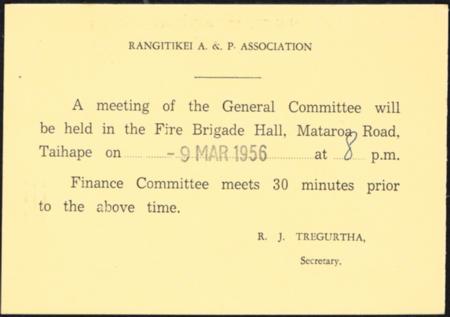 RANGITIKEI A. & P. ASSOCIATION
A meeting of the General Committee will
be held in the Fire Brigade Hall, Mataroa Road,
Taihape on -9 MAR 1956 at 8 p.m.
Finance Committee meets 30 minutes prior
to the above time.
R. J. TREGURTHA,
Secretary.